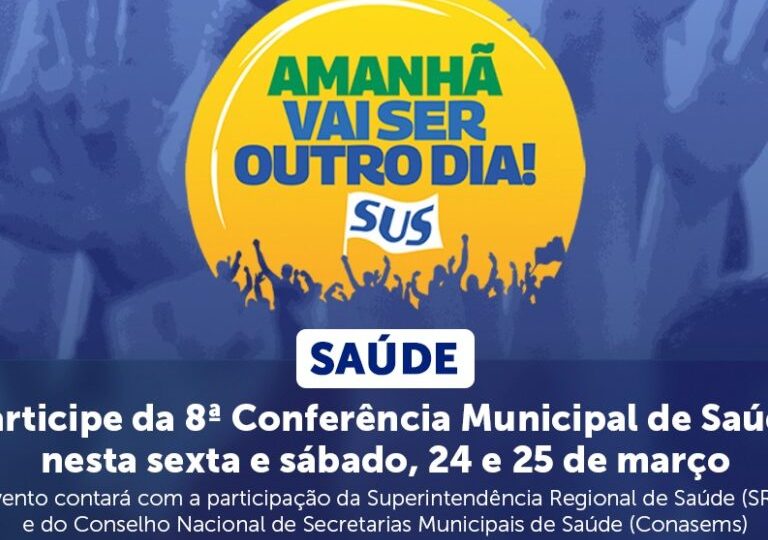 AMANHÃ
VAI SER
OUTRO DIA!
SUS
SAÚDE
articipe da 8ª Conferência Municipal de Saúd
nesta sexta e sábado, 24 e 25 de março
vento contará com a participação da Superintendência Regional de Saúde (SR
e do Conselho Nacional de Secretarias Municipais de Saúde (Conasems)